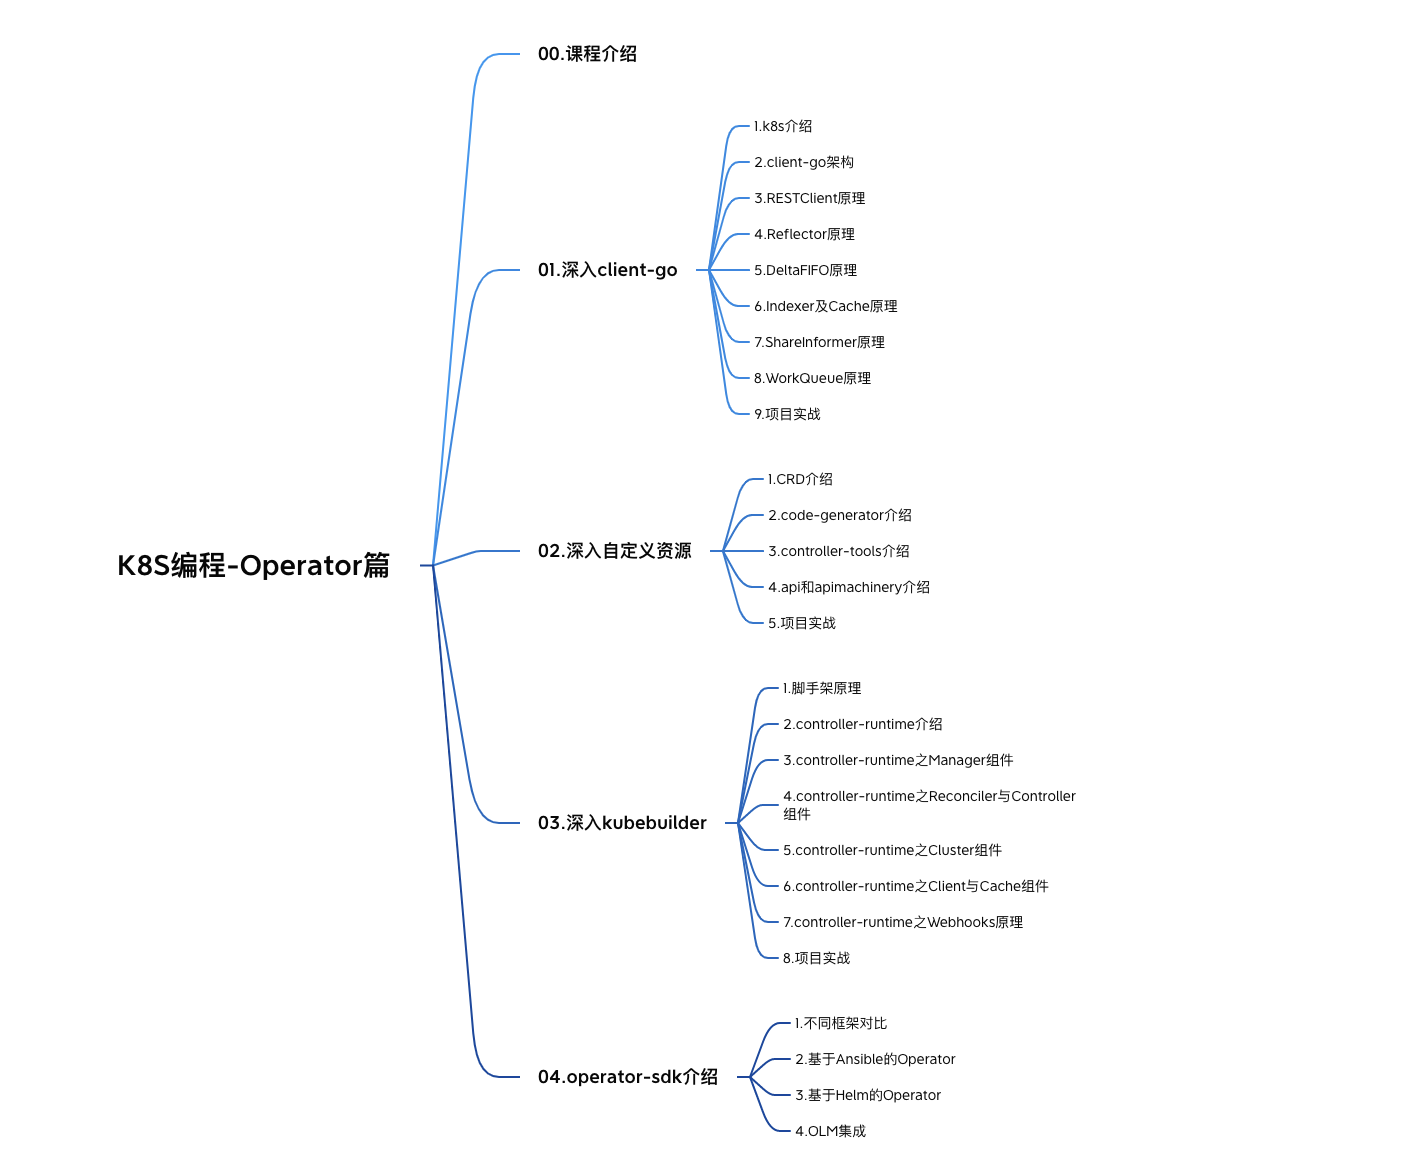 K8S编程-Operator篇
00.课程介绍
01.深入client-go
1.k8s介绍
2.client-go架构
3.RESTClient原理
4.Reflector原理
5.DeltaFIFO原理
6.Indexer及Cache原理
7.ShareInformer原理
8.WorkQueue原理
9.项目实战
02.深入自定义资源
1.CRD介绍
2.code-generator介绍
3.controller-tools介绍
4.api和apimachinery介绍
5.项目实战
03.深入kubebuilder
1.脚手架原理
2.controller-runtime介绍
3.controller-runtime之Manager组件
4.controller-runtime之Reconciler与Controller
组件
5.controller-runtime之Cluster组件
6.controller-runtime之Client与Cache组件
7.controller-runtime之Webhooks原理
8.项目实战
04.operator-sdk介绍
1.不同框架对比
2.基于Ansible的Operator
3.基于Helm的Operator
4.OLM集成